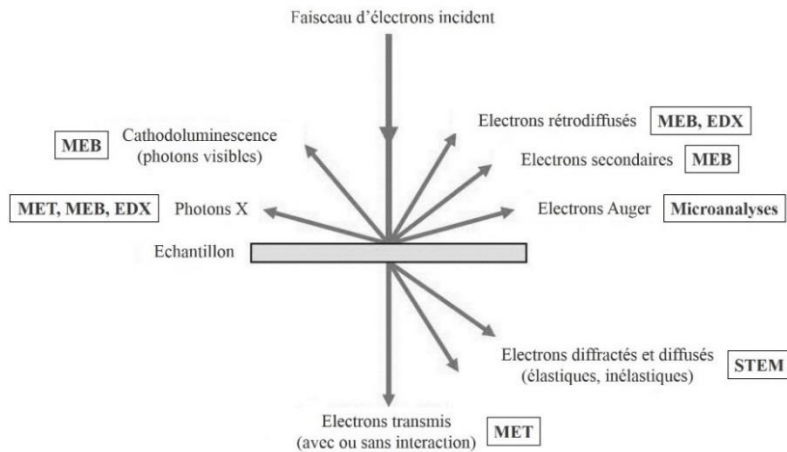 Faisceau d'électrons incident
Electrons rétrodiffusés MEB, EDX
MEB Cathodoluminescence
(photons visibles)
Electrons secondaires MEB
MET, MEB, EDX Photons X
Electrons Auger Microanalyses
Echantillon
Electrons diffractés et diffusés
(élastiques, inélastiques) STEM
Electrons transmis
(avec ou sans interaction) MET